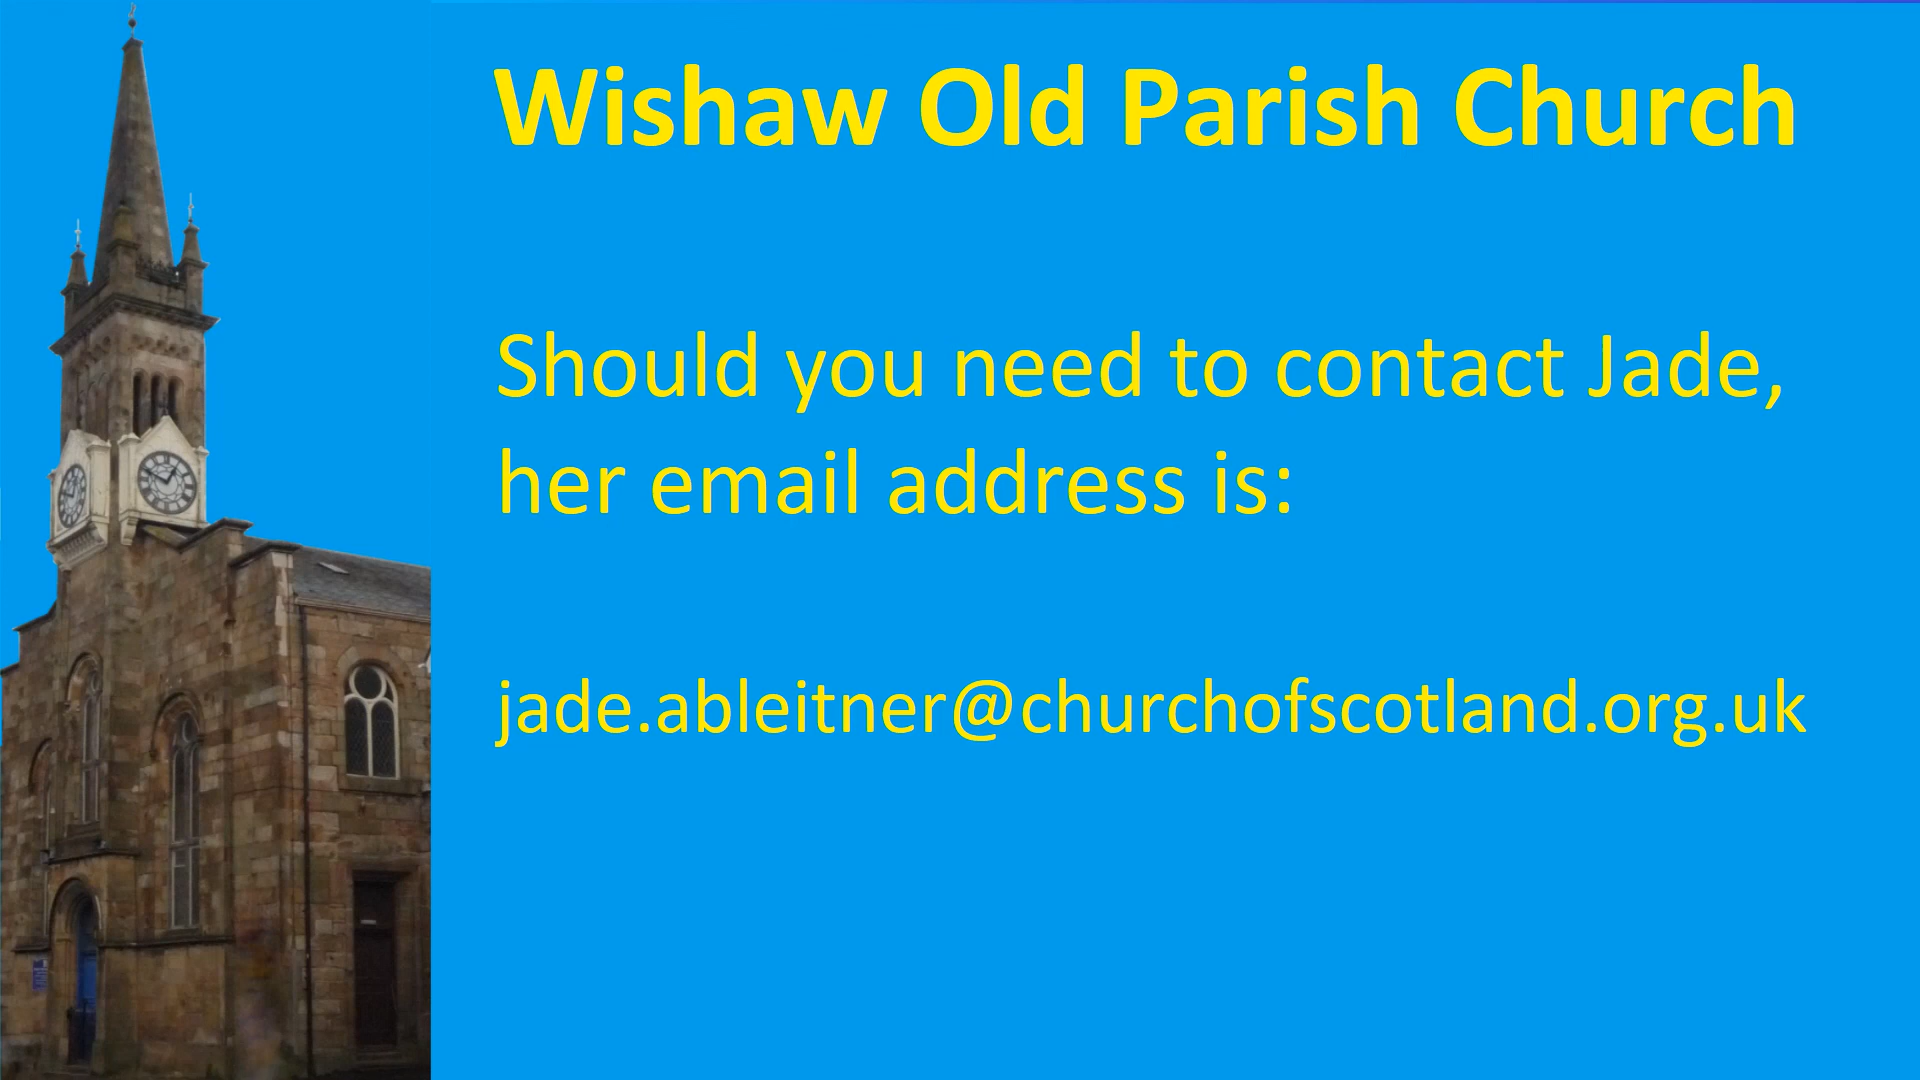 Wishaw Old Parish Church
Should you need to contact Jade,
her email address is:
jade.ableitner@churchofscotland.org.uk